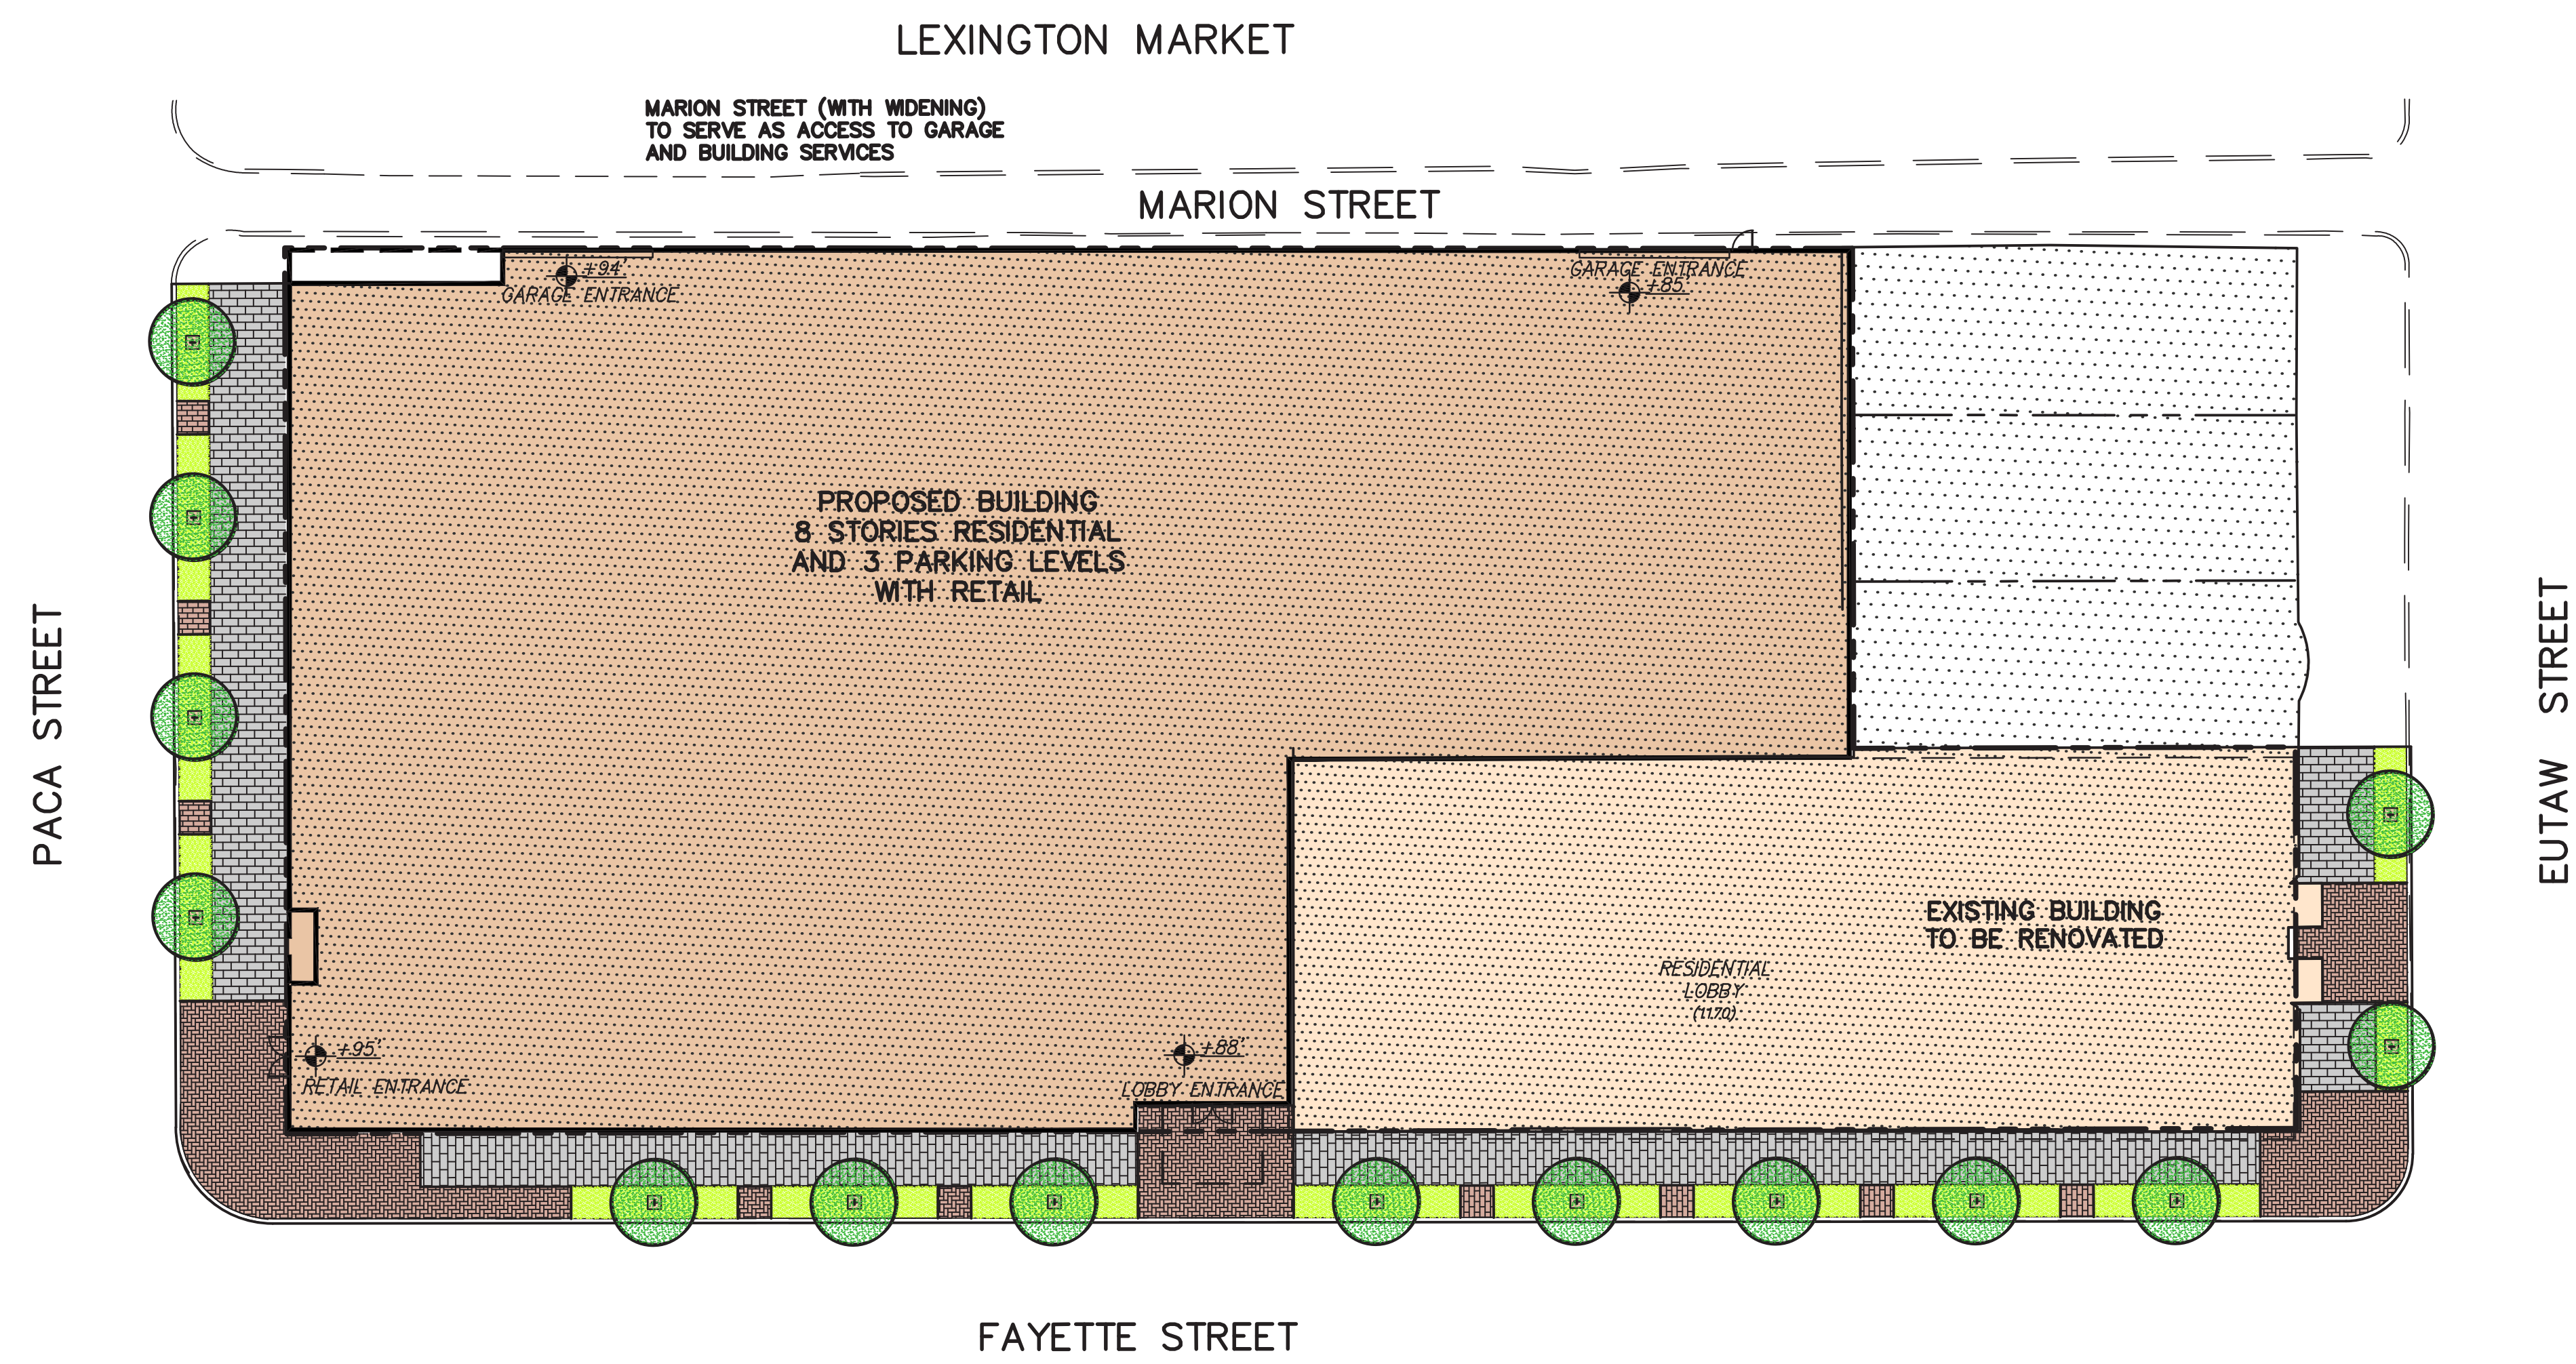 LEXINGTON MARKET
MARION STREET (WITH WIDENING)
TO SERVE AS ACCESS TO GARAGE
AND BUILDING SERVICES
MARION STREET
+94'
GARAGE ENTRANCE
GARAGE ENTRANCE
+85'
PROPOSED BUILDING
8 STORIES RESIDENTIAL
AND 3 PARKING LEVELS
WITH RETAIL
PACA STREET
EUTAW STREET
EXISTING BUILDING
TO BE RENOVATED
RESIDENTIAL
LOBBY
(1170)
+95'
RETAIL ENTRANCE
+88'
LOBBY ENTRANCE
FAYETTE STREET